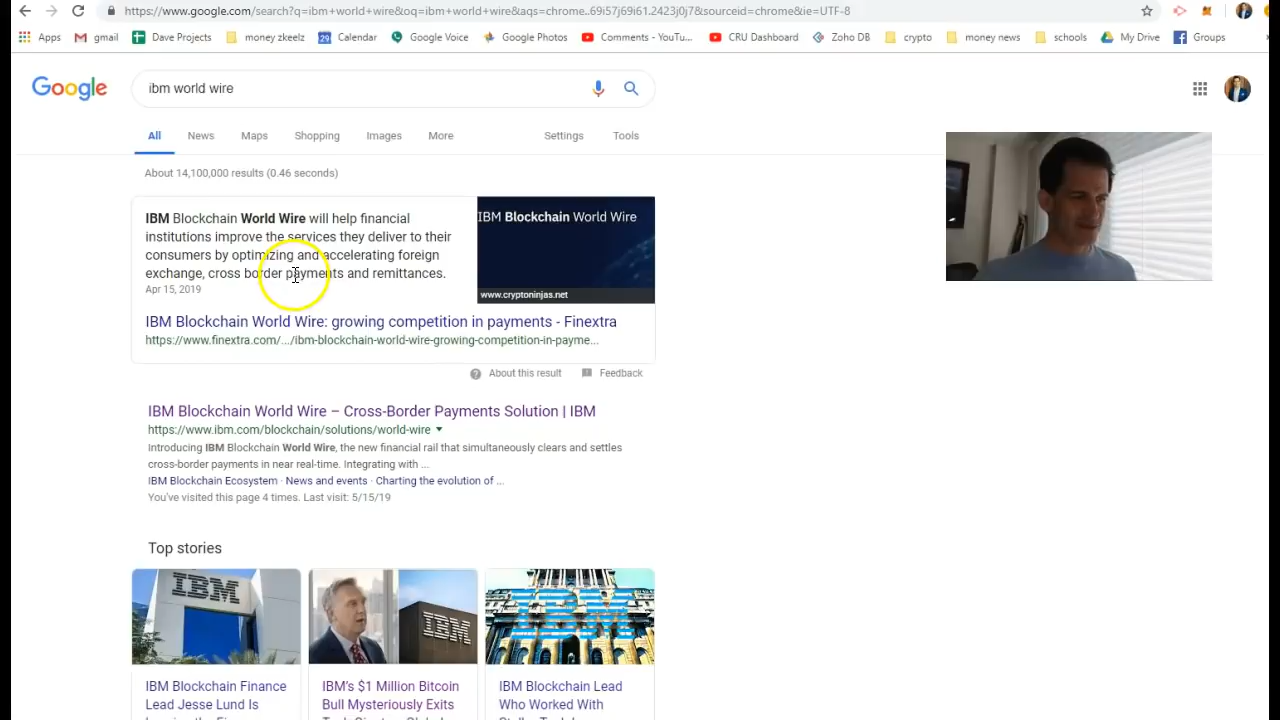 https://www.google.com/search?q=ibm+world+wire&oq=ibm+world+wire&aqs=chrome..69i57j69i61.2423j0j7&sourceid=chrome&ie=UTF-8
Apps gmail Dave Projects money zkeelz 29 Calendar Google Voice Google Photos Comments - YouTu... CRU Dashboard Zoho DB crypto money news schools My Drive Groups
Google ibm world wire
All News Maps Shopping Images More Settings Tools
About 14,100,000 results (0.46 seconds)
IBM Blockchain World Wire will help financial
institutions improve the services they deliver to their
consumers by optimizing and accelerating foreign
exchange, cross border payments and remittances.
Apr 15, 2019
IBM Blockchain World Wire
www.cryptoninjas.net
IBM Blockchain World Wire: growing competition in payments - Finextra
https://www.finextra.com/.../ibm-blockchain-world-wire-growing-competition-in-payme...
About this result Feedback
IBM Blockchain World Wire – Cross-Border Payments Solution | IBM
https://www.ibm.com/blockchain/solutions/world-wire
Introducing IBM Blockchain World Wire, the new financial rail that simultaneously clears and settles
cross-border payments in near real-time. Integrating with ...
IBM Blockchain Ecosystem · News and events · Charting the evolution of ...
You've visited this page 4 times. Last visit: 5/15/19
Top stories
IBM
IBM
IBM Blockchain Finance
Lead Jesse Lund Is
IBM's $1 Million Bitcoin
Bull Mysteriously Exits
IBM Blockchain Lead
Who Worked With